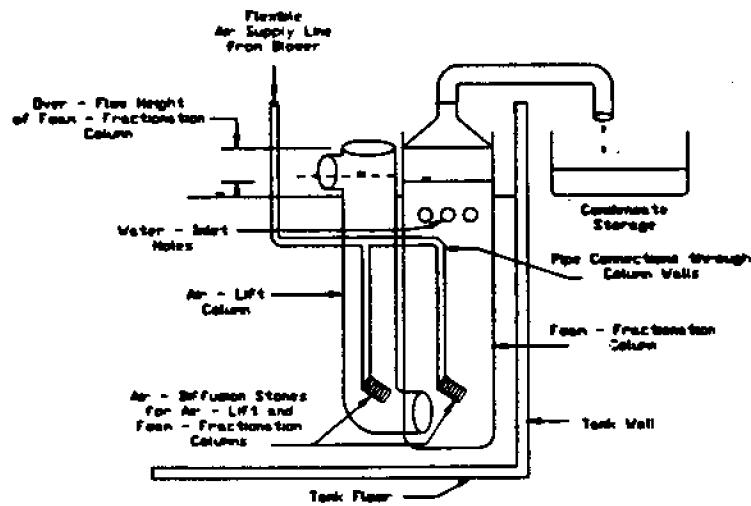 Flexible
Air Supply Line
from Blower
Over - Flow Height
of Foam - Fractionation
Column
Water - Inlet
Holes
Condensate
Storage
Pipe Connections through
Column Walls
Air - Lift
Column
Foam - Fractionation
Column
Air - Diffusion Stones
for Air - Lift and
Foam - Fractionation
Columns
Tank Wall
Tank Floor